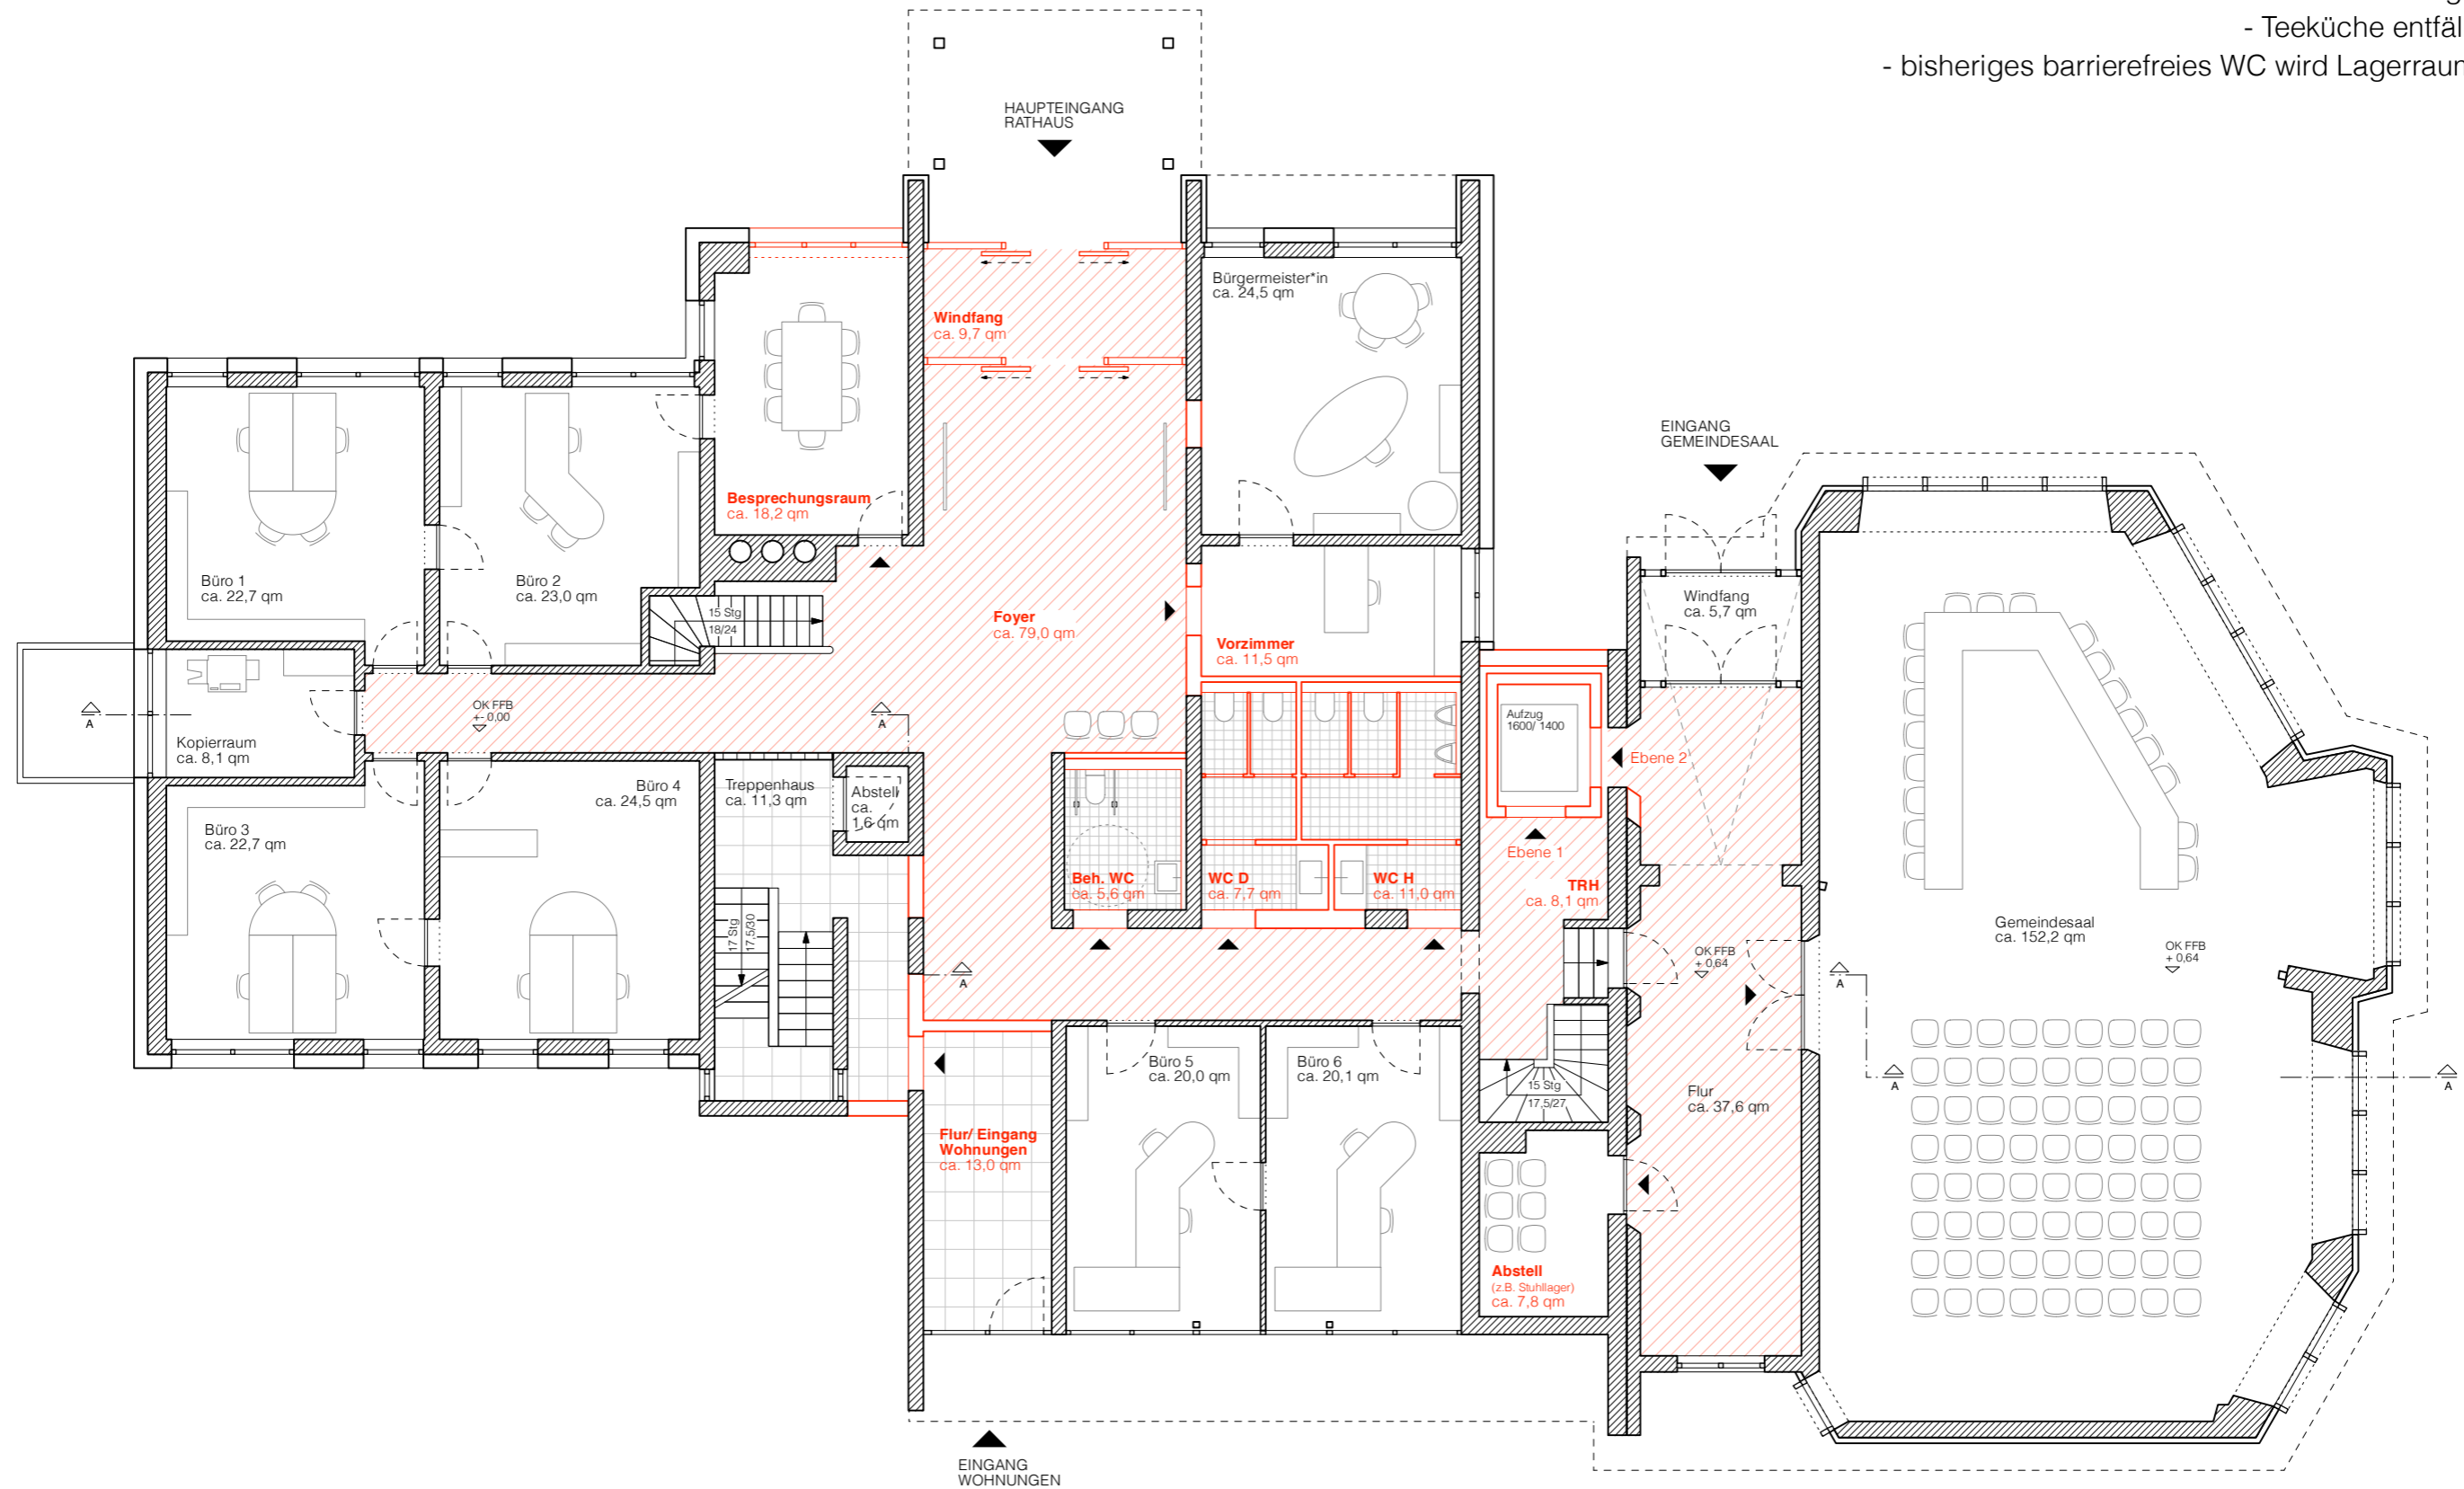 - Teeküche entfäl
- bisheriges barrierefreies WC wird Lagerraum
HAUPTEINGANG
RATHAUS
Windfang
ca. 9,7 qm
Bürgermeister*in
ca. 24,5 qm
EINGANG
GEMEINDESAAL
Besprechungsraum
ca. 18,2 qm
Büro 1
ca. 22,7 qm
Büro 2
ca. 23,0 qm
15 Stg
18/24
Foyer
ca. 79,0 qm
Vorzimmer
ca. 11,5 qm
Windfang
ca. 5,7 qm
A
OK FFB
+- 0,00
A
Kopierraum
ca. 8,1 qm
Aufzug
1600/ 1400
Ebene 2
Büro 3
ca. 22,7 qm
Büro 4
ca. 24,5 qm
Treppenhaus
ca. 11,3 qm
Abstell
ca.
1,6 qm
Ebene 1
Beh. WC
ca. 5,6 qm
WC D
ca. 7,7 qm
WC H
ca. 11,0 qm
TRH
ca. 8,1 qm
17 Stg
17,5/30
A
OK FFB
+ 0,64
A
Gemeindesaal
ca. 152,2 qm
OK FFB
+ 0,64
Büro 5
ca. 20,0 qm
Büro 6
ca. 20,1 qm
15 Stg
17,5/27
Flur
ca. 37,6 qm
A
A
Flur/ Eingang
Wohnungen
ca. 13,0 qm
Abstell
(z.B. Stuhllager)
ca. 7,8 qm
EINGANG
WOHNUNGEN